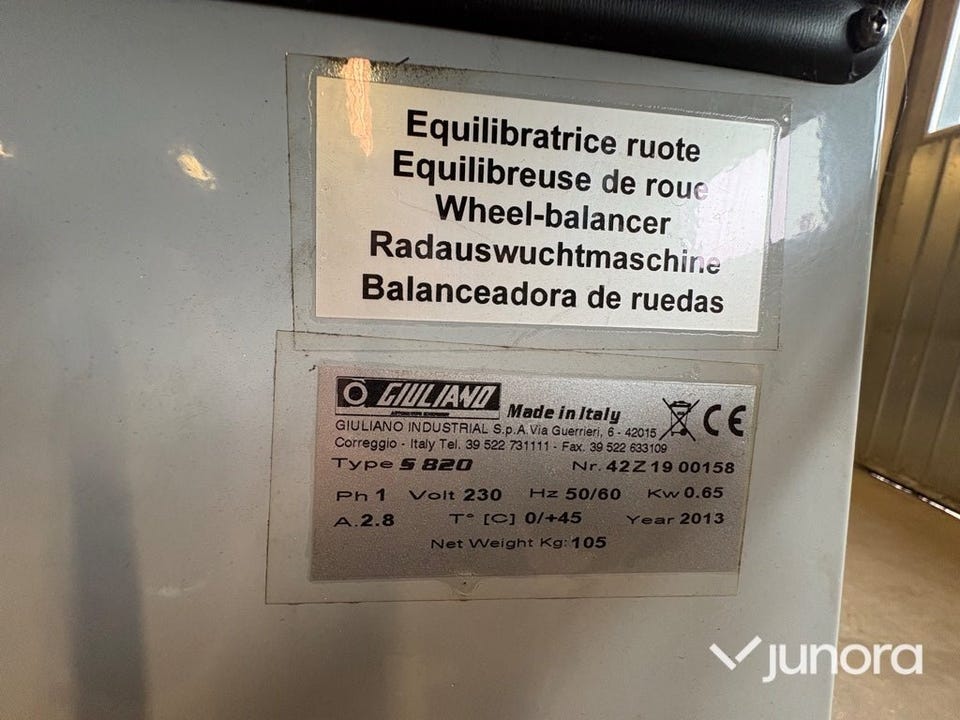 Equilibratrice ruote
Equilibreuse de roue
Wheel-balancer
Radauswuchtmaschine
Balanceadora de ruedas
GIULIANO Made in Italy
GIULIANO INDUSTRIAL S.p.A. Via Guerrieri, 6 - 42015
Correggio - Italy Tel. 39 522 731111 - Fax. 39 522 633109
Type S 820 Nr. 42Z 19 00158
Ph 1 Volt 230 Hz 50/60 Kw 0.65
A. 2.8 T° [C] 0/+45 Year 2013
Net Weight Kg: 105
junora